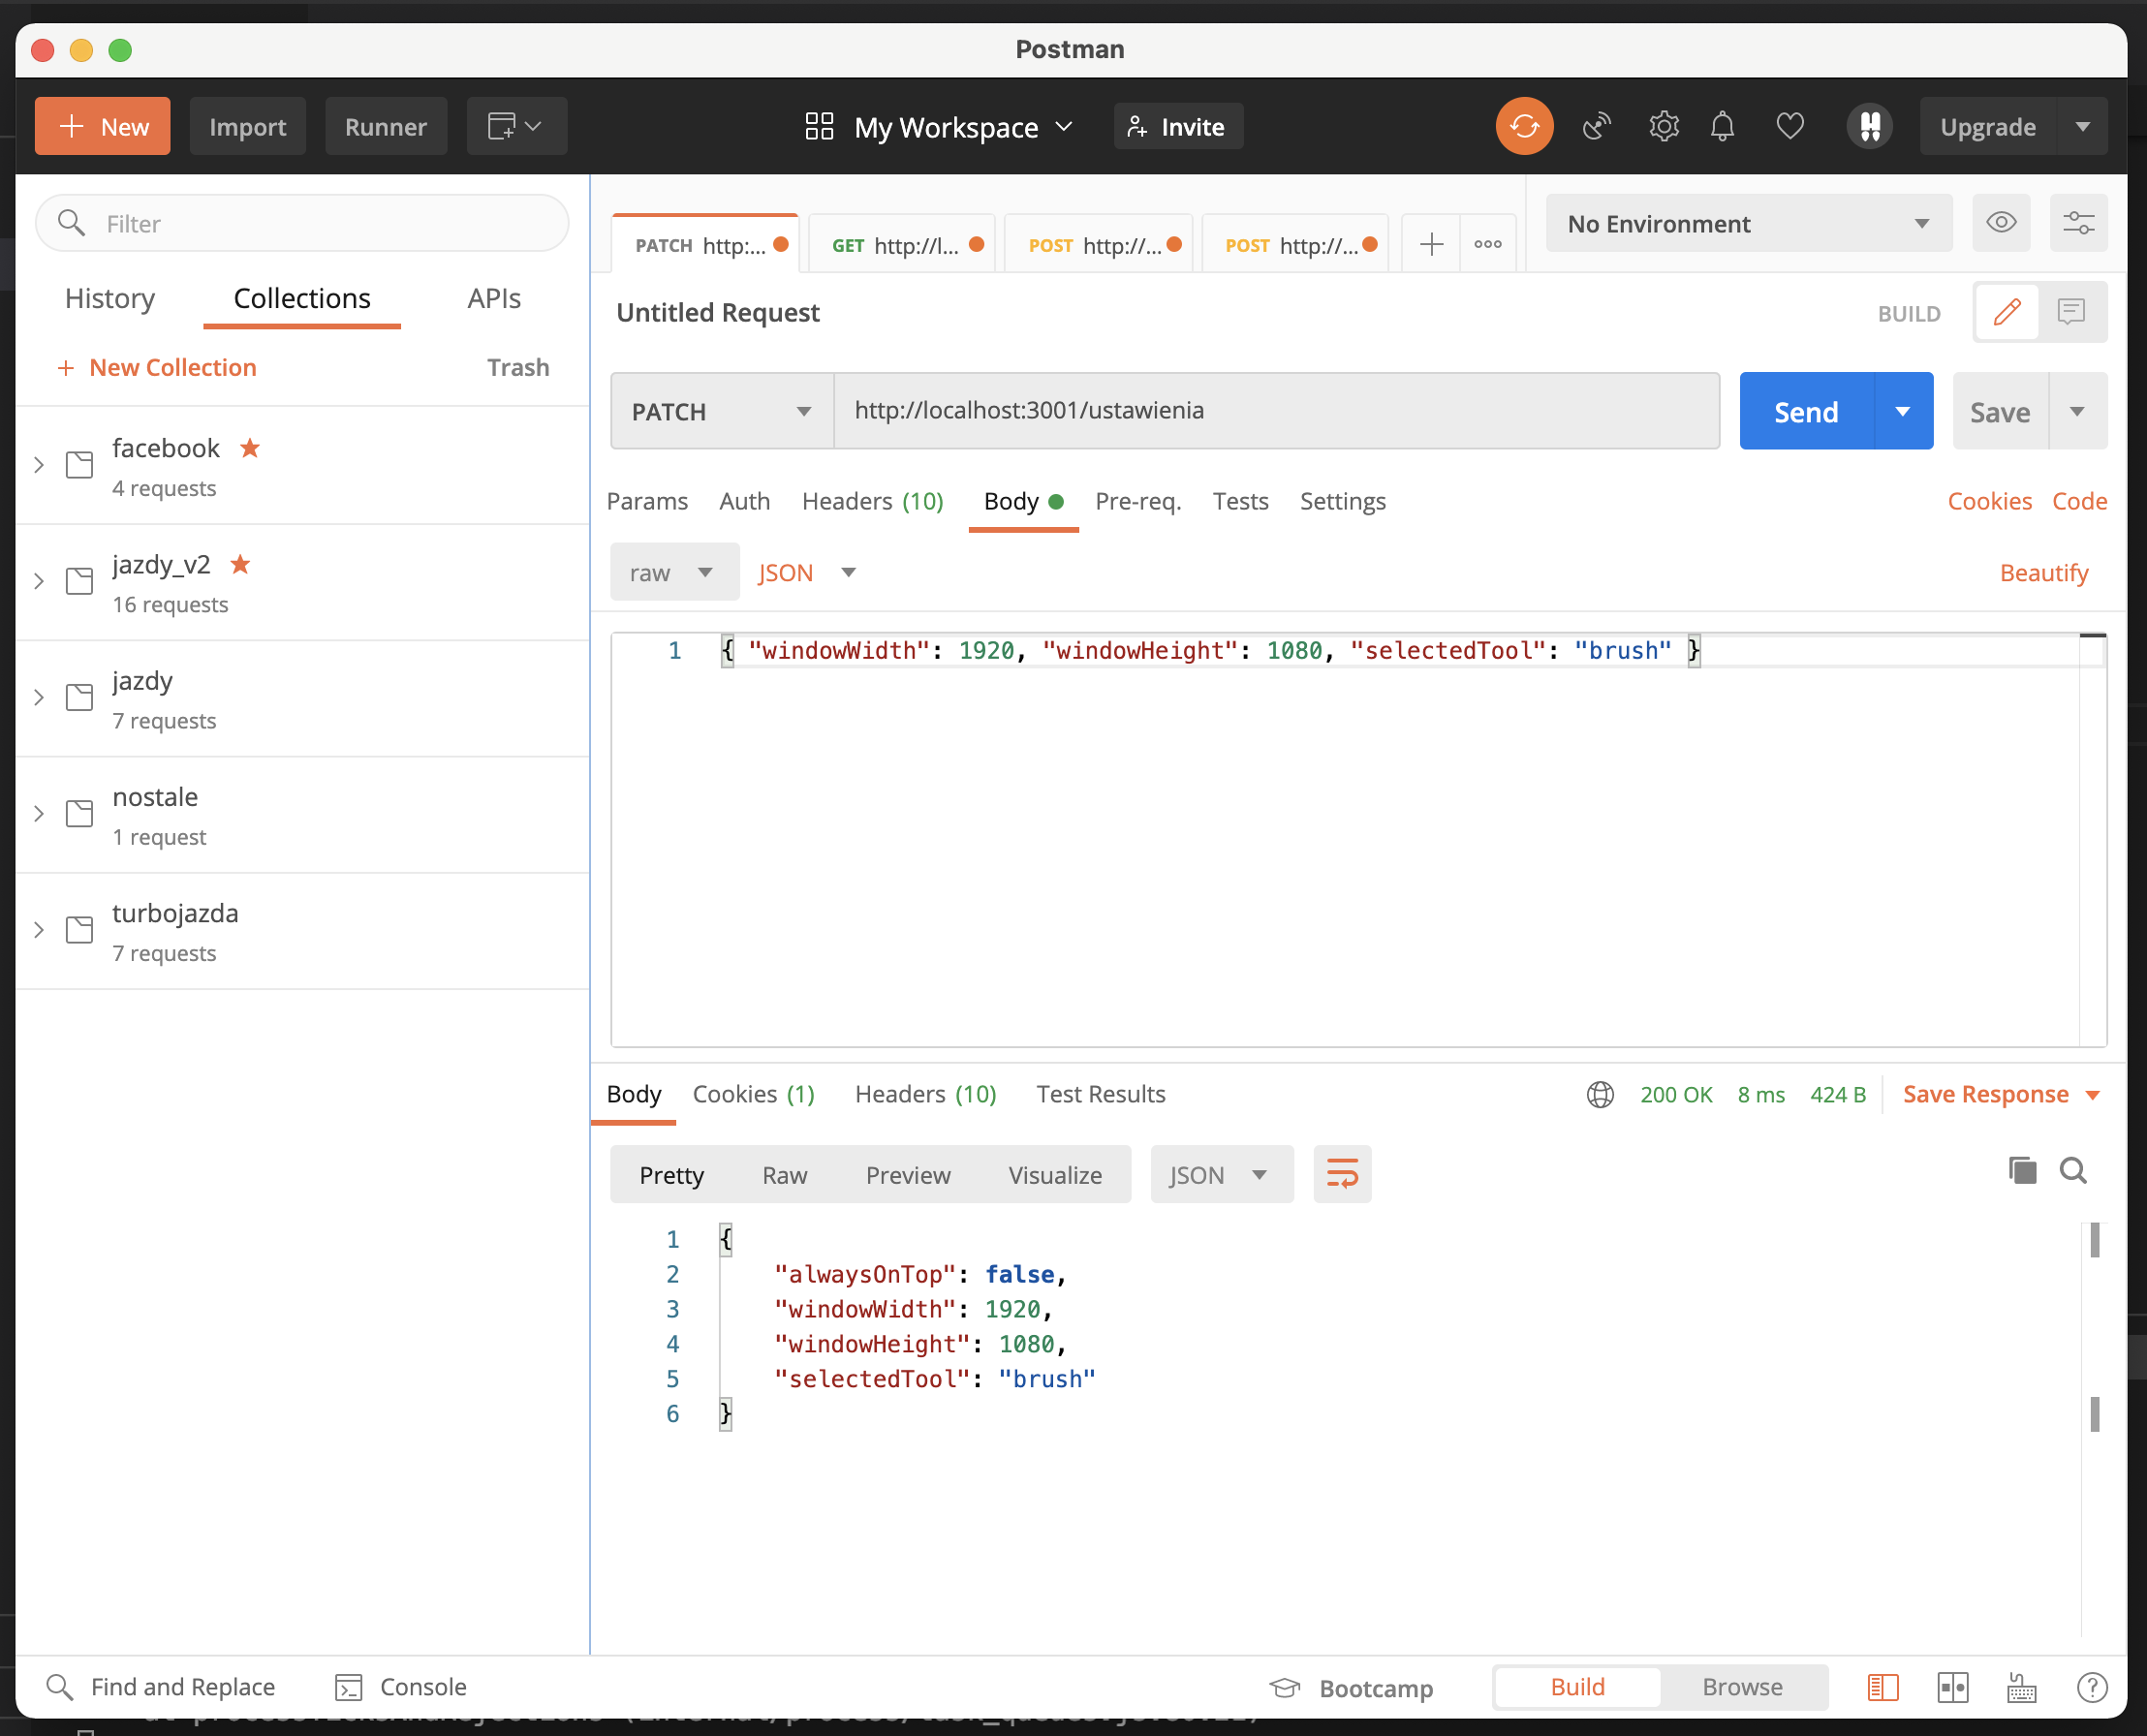 Postman
New
Import
Runner
My Workspace
Invite
Upgrade
Filter
History
Collections
APIs
+ New Collection
Trash
facebook
4 requests
jazdy_v2
16 requests
jazdy
7 requests
nostale
1 request
turbojazda
7 requests
PATCH http:...
GET http://l...
POST http://...
POST http://...
No Environment
Untitled Request
BUILD
PATCH
http://localhost:3001/ustawienia
Send
Save
Params
Auth
Headers (10)
Body
Pre-req.
Tests
Settings
Cookies
Code
raw
JSON
Beautify
1 { "windowWidth": 1920, "windowHeight": 1080, "selectedTool": "brush" }
Body
Cookies (1)
Headers (10)
Test Results
200 OK
8 ms
424 B
Save Response
Pretty
Raw
Preview
Visualize
JSON
1 {
2 "alwaysOnTop": false,
3 "windowWidth": 1920,
4 "windowHeight": 1080,
5 "selectedTool": "brush"
6 }
Find and Replace
Console
Bootcamp
Build
Browse